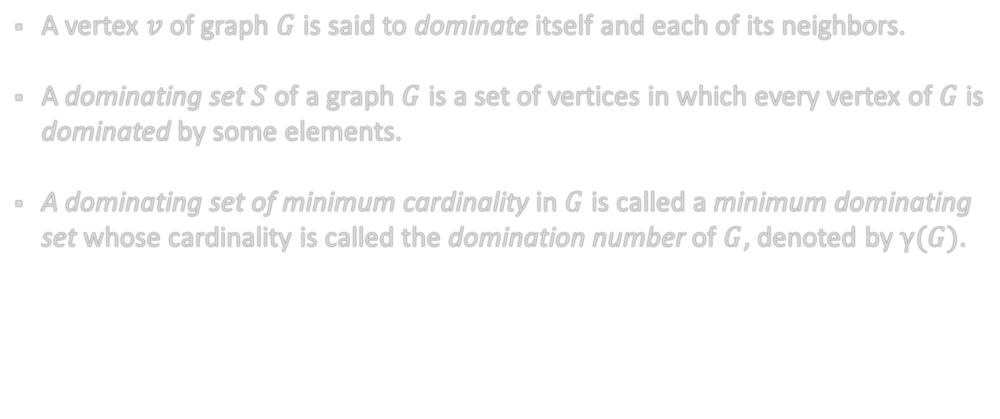 ▪ A vertex 𝑣 of graph 𝐺 is said to dominate itself and each of its neighbors.
▪ A dominating set 𝑆 of a graph 𝐺 is a set of vertices in which every vertex of 𝐺 is
dominated by some elements.
▪ A dominating set of minimum cardinality in 𝐺 is called a minimum dominating
set whose cardinality is called the domination number of 𝐺, denoted by γ(𝐺).